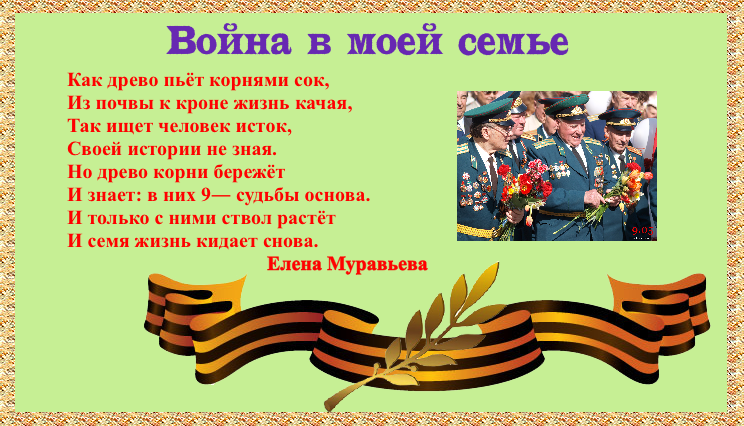 Война в моей семье
Как древо пьёт корнями сок,
Из почвы к кроне жизнь качая,
Так ищет человек исток,
Своей истории не зная.
Но древо корни бережёт
И знает: в них 9— судьбы основа.
И только с ними ствол растёт
И семя жизнь кидает снова.
Елена Муравьева